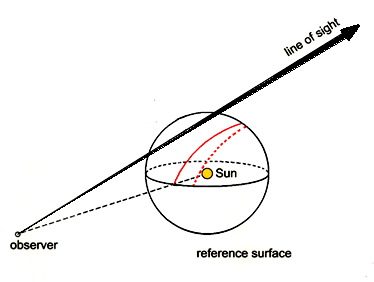 line of sight
Sun
observer
reference surface